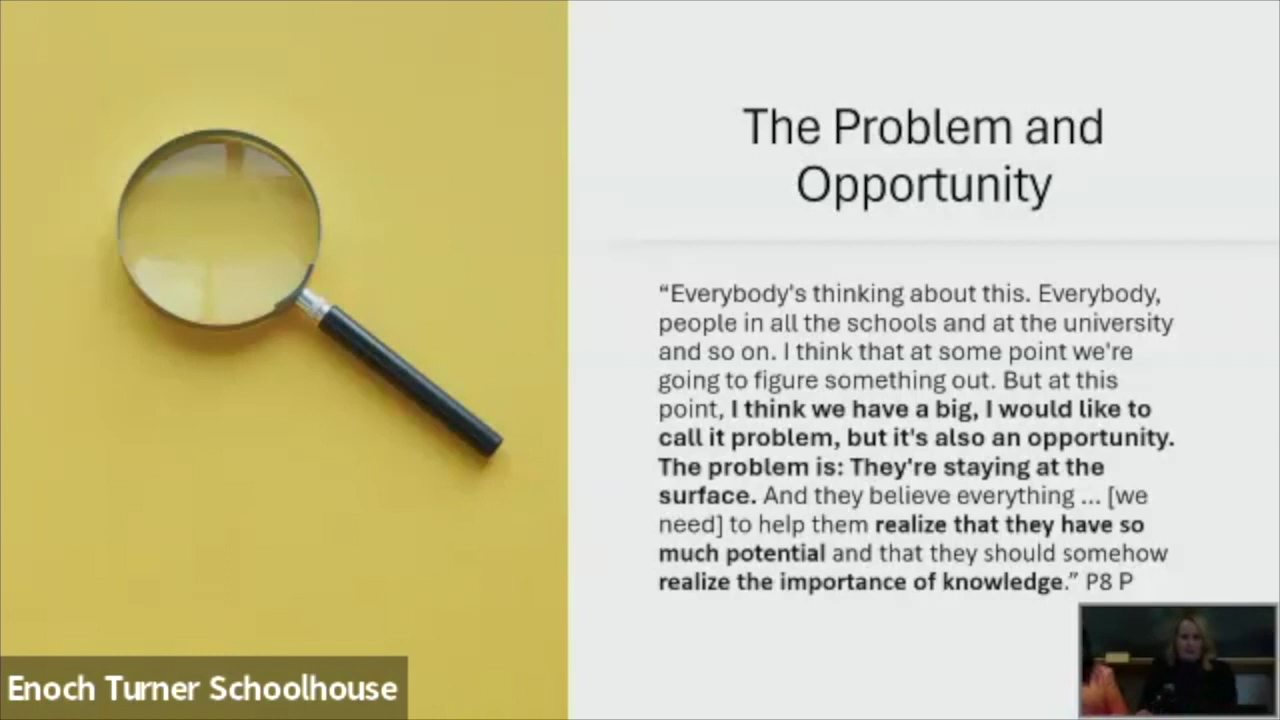 The Problem and
Opportunity
“Everybody's thinking about this. Everybody,
people in all the schools and at the university
and so on. I think that at some point we're
going to figure something out. But at this
point, I think we have a big, I would like to
call it problem, but it's also an opportunity.
The problem is: They're staying at the
surface. And they believe everything ... [we
need] to help them realize that they have so
much potential and that they should somehow
realize the importance of knowledge.” P8 P
Enoch Turner Schoolhouse